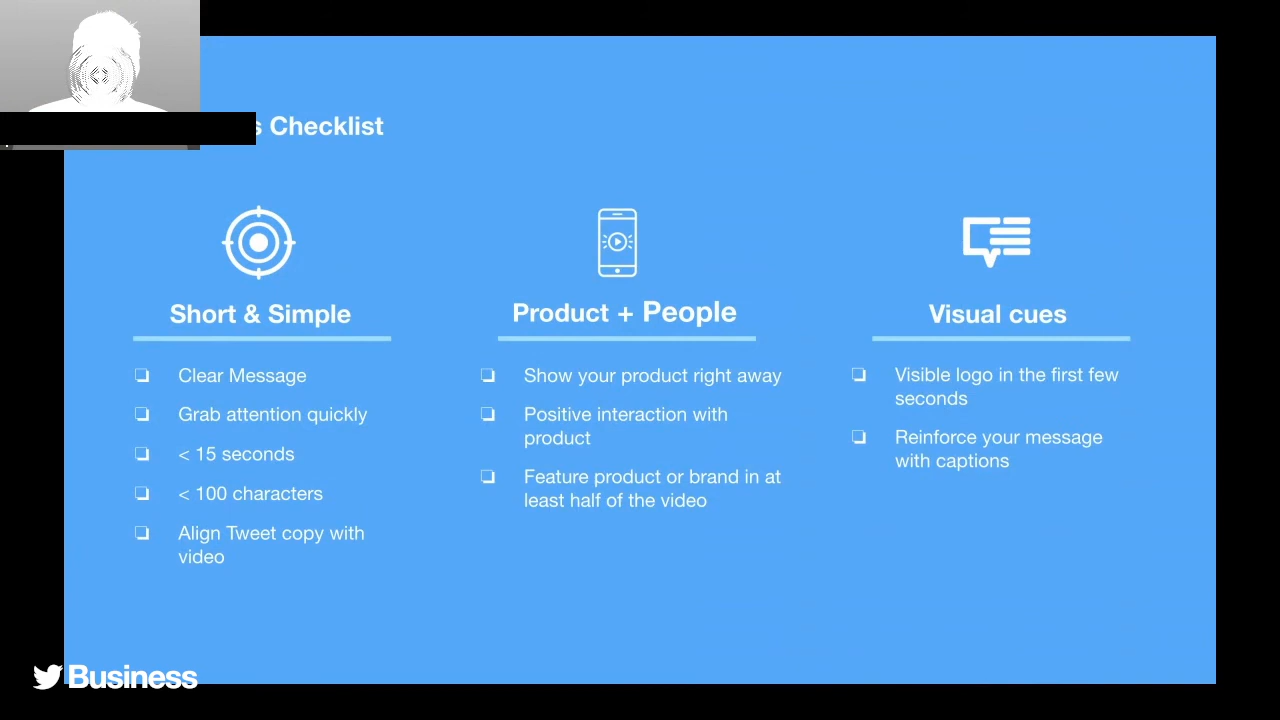 Checklist
Short & Simple
Clear Message
Grab attention quickly
< 15 seconds
< 100 characters
Align Tweet copy with
video
Product + People
Show your product right away
Positive interaction with
product
Feature product or brand in at
least half of the video
Visual cues
Visible logo in the first few
seconds
Reinforce your message
with captions
Business